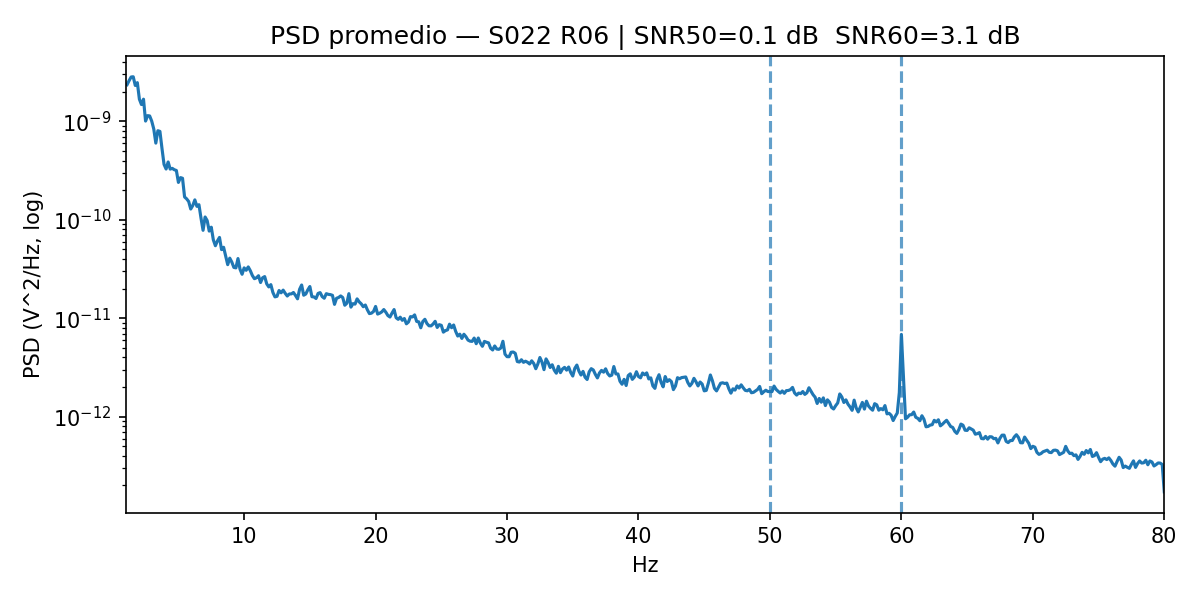 PSD promedio — S022 R06 | SNR50=0.1 dB  SNR60=3.1 dB
PSD (V^2/Hz, log)
10⁻⁹
10⁻¹⁰
10⁻¹¹
10⁻¹²
10 20 30 40 50 60 70 80
Hz